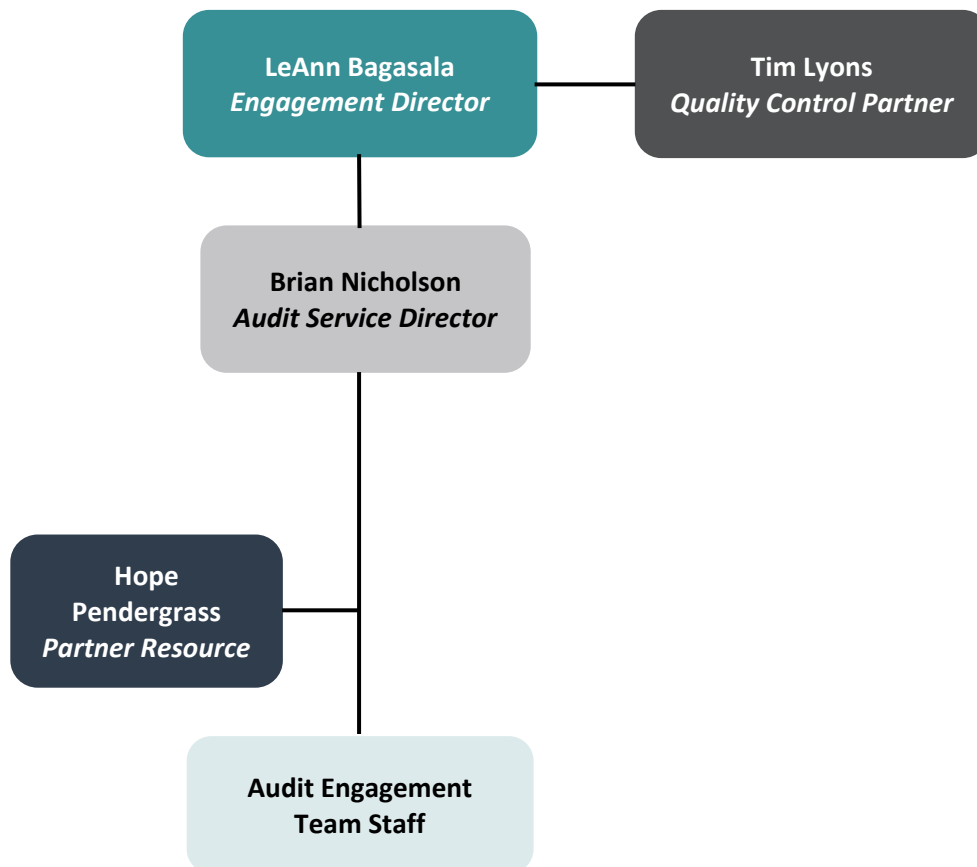 LeAnn Bagasala
Engagement Director
Tim Lyons
Quality Control Partner
Brian Nicholson
Audit Service Director
Hope
Pendergrass
Partner Resource
Audit Engagement
Team Staff